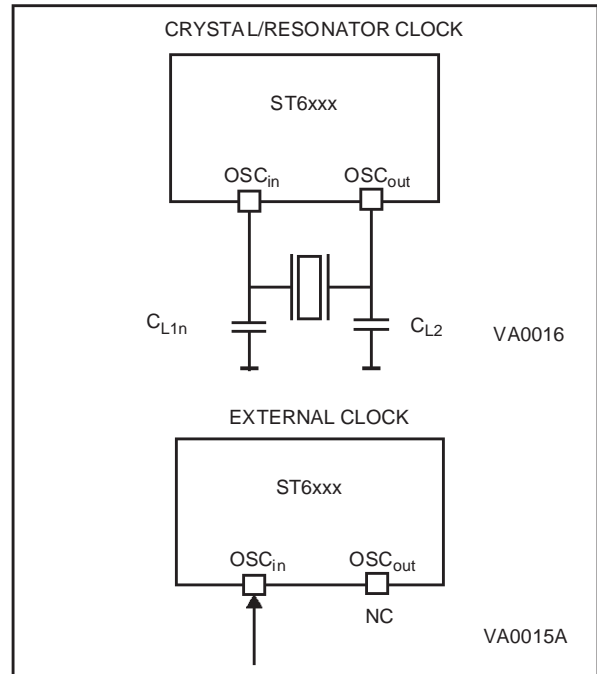 CRYSTAL/RESONATOR CLOCK
ST6xxx
OSCin OSCout
CL1n CL2
VA0016
EXTERNAL CLOCK
ST6xxx
OSCin OSCout
NC
VA0015A